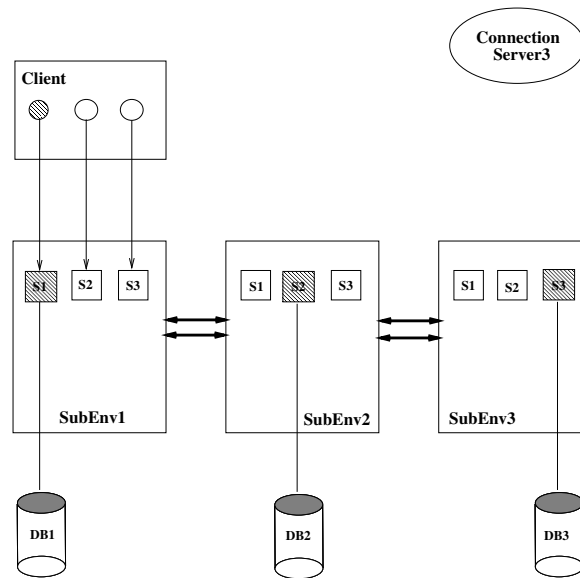 Connection
Server3
Client
S1 S2 S3
S1 S2 S3
S1 S2 S3
SubEnv1
SubEnv2
SubEnv3
DB1
DB2
DB3